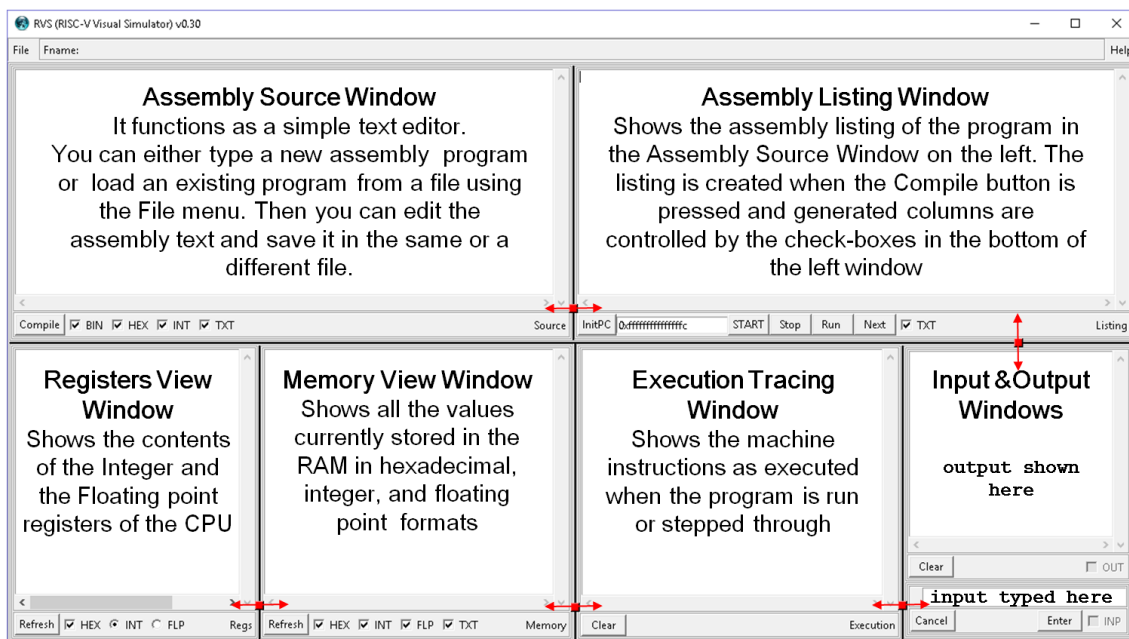 RVS (RISC-V Visual Simulator) v0.30
File Fname: Help
Assembly Source Window
It functions as a simple text editor.
You can either type a new assembly program
or load an existing program from a file using
the File menu. Then you can edit the
assembly text and save it in the same or a
different file.
Compile BIN HEX INT TXT Source
Assembly Listing Window
Shows the assembly listing of the program in
the Assembly Source Window on the left. The
listing is created when the Compile button is
pressed and generated columns are
controlled by the check-boxes in the bottom of
the left window
InitPC 0xfffffffffffffffc START Stop Run Next TXT Listing
Registers View
Window
Shows the contents
of the Integer and
the Floating point
registers of the CPU
Refresh HEX INT FLP Regs
Memory View Window
Shows all the values
currently stored in the
RAM in hexadecimal,
integer, and floating
point formats
Refresh HEX INT FLP TXT Memory
Execution Tracing
Window
Shows the machine
instructions as executed
when the program is run
or stepped through
Clear Execution
Input &Output
Windows
output shown
here
Clear OUT
input typed here
Cancel Enter INP